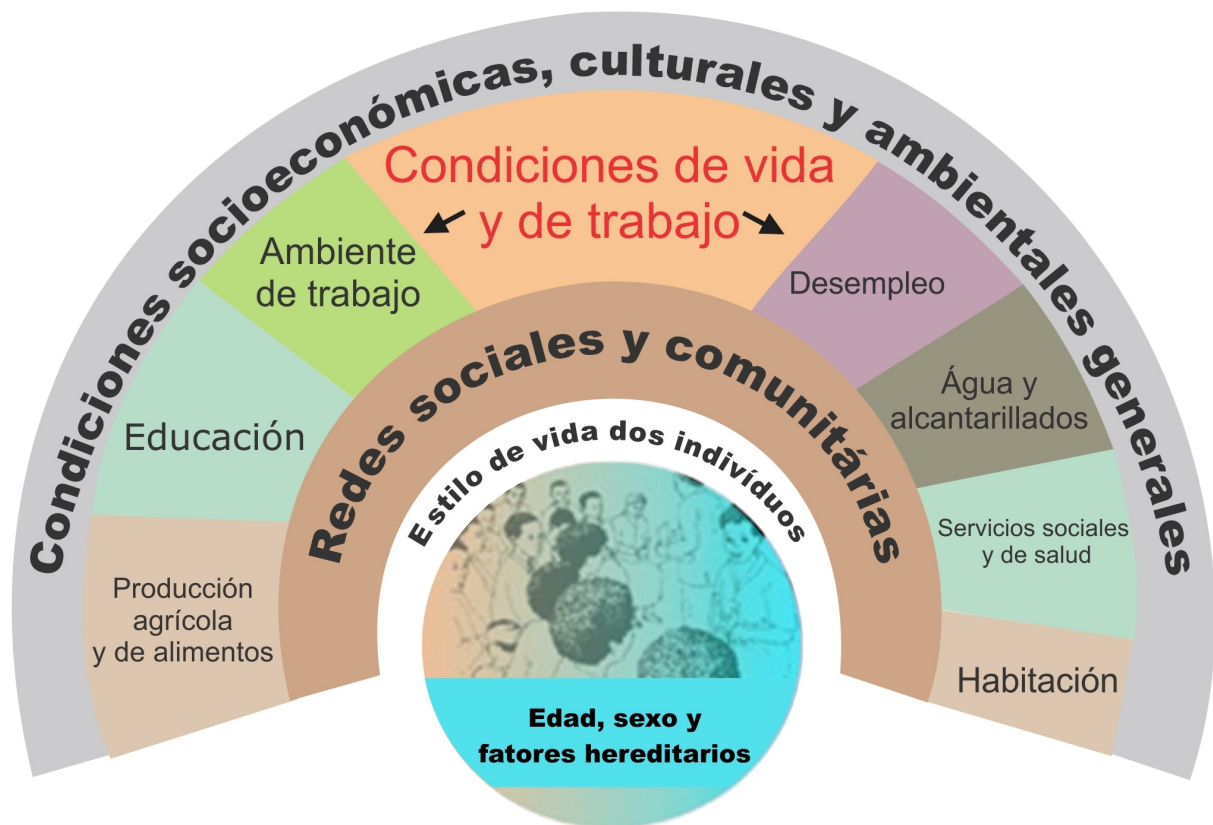 Condiciones socioeconómicas, culturales y ambientales generales
Condiciones de vida
y de trabajo
Ambiente
de trabajo
Desempleo
Educación
Água y
alcantarillados
Producción
agrícola
y de alimentos
Servicios sociales
y de salud
Habitación
Redes sociales y comunitárias
Estilo de vida dos indivíduos
Edad, sexo y
fatores hereditarios